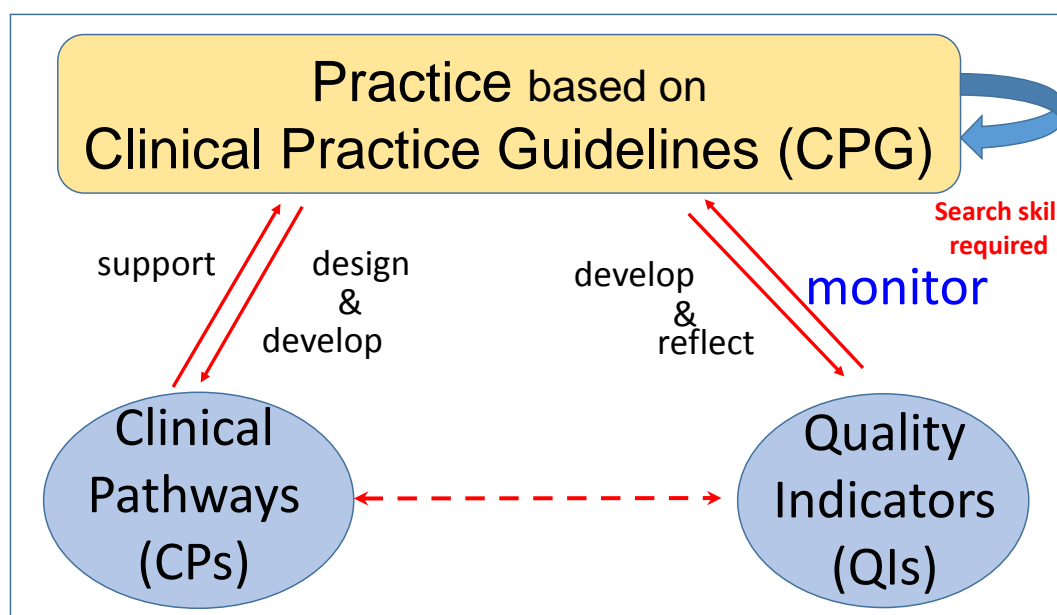 Practice based on
Clinical Practice Guidelines (CPG)
Search skil
required
support
design
&
develop
develop
&
reflect
monitor
Clinical
Pathways
(CPs)
Quality
Indicators
(QIs)